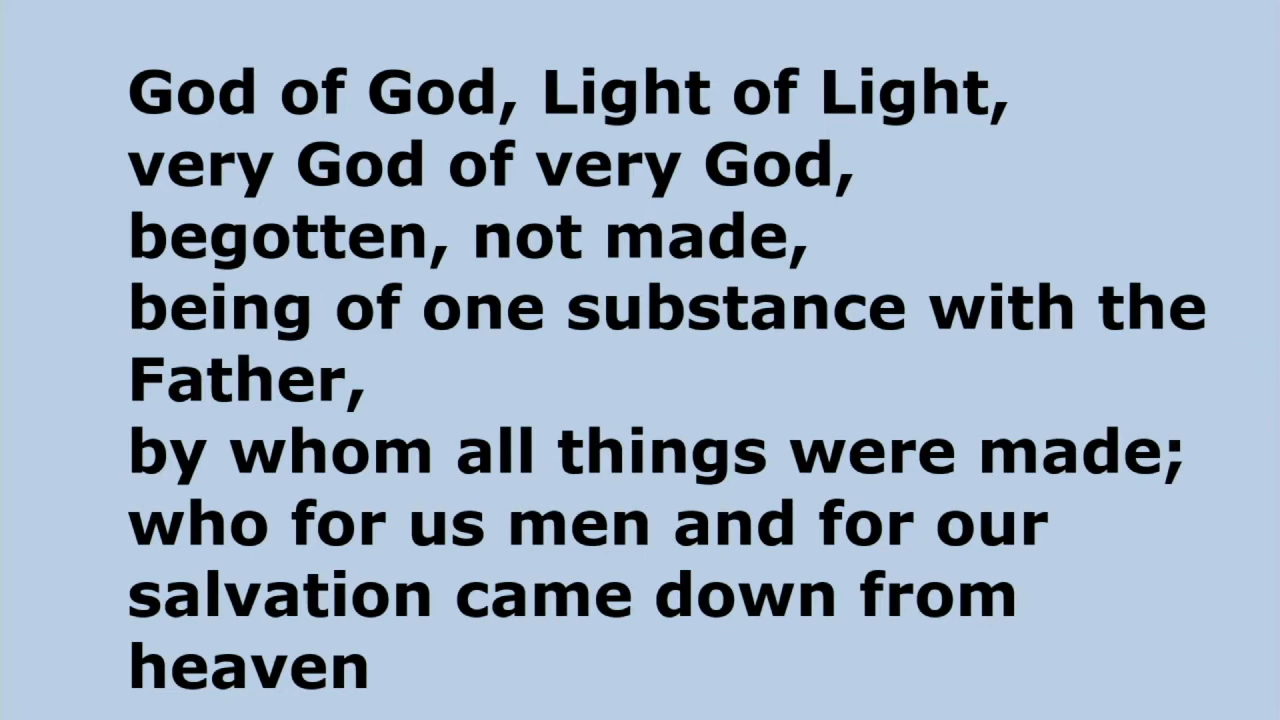 God of God, Light of Light,
very God of very God,
begotten, not made,
being of one substance with the
Father,
by whom all things were made;
who for us men and for our
salvation came down from
heaven